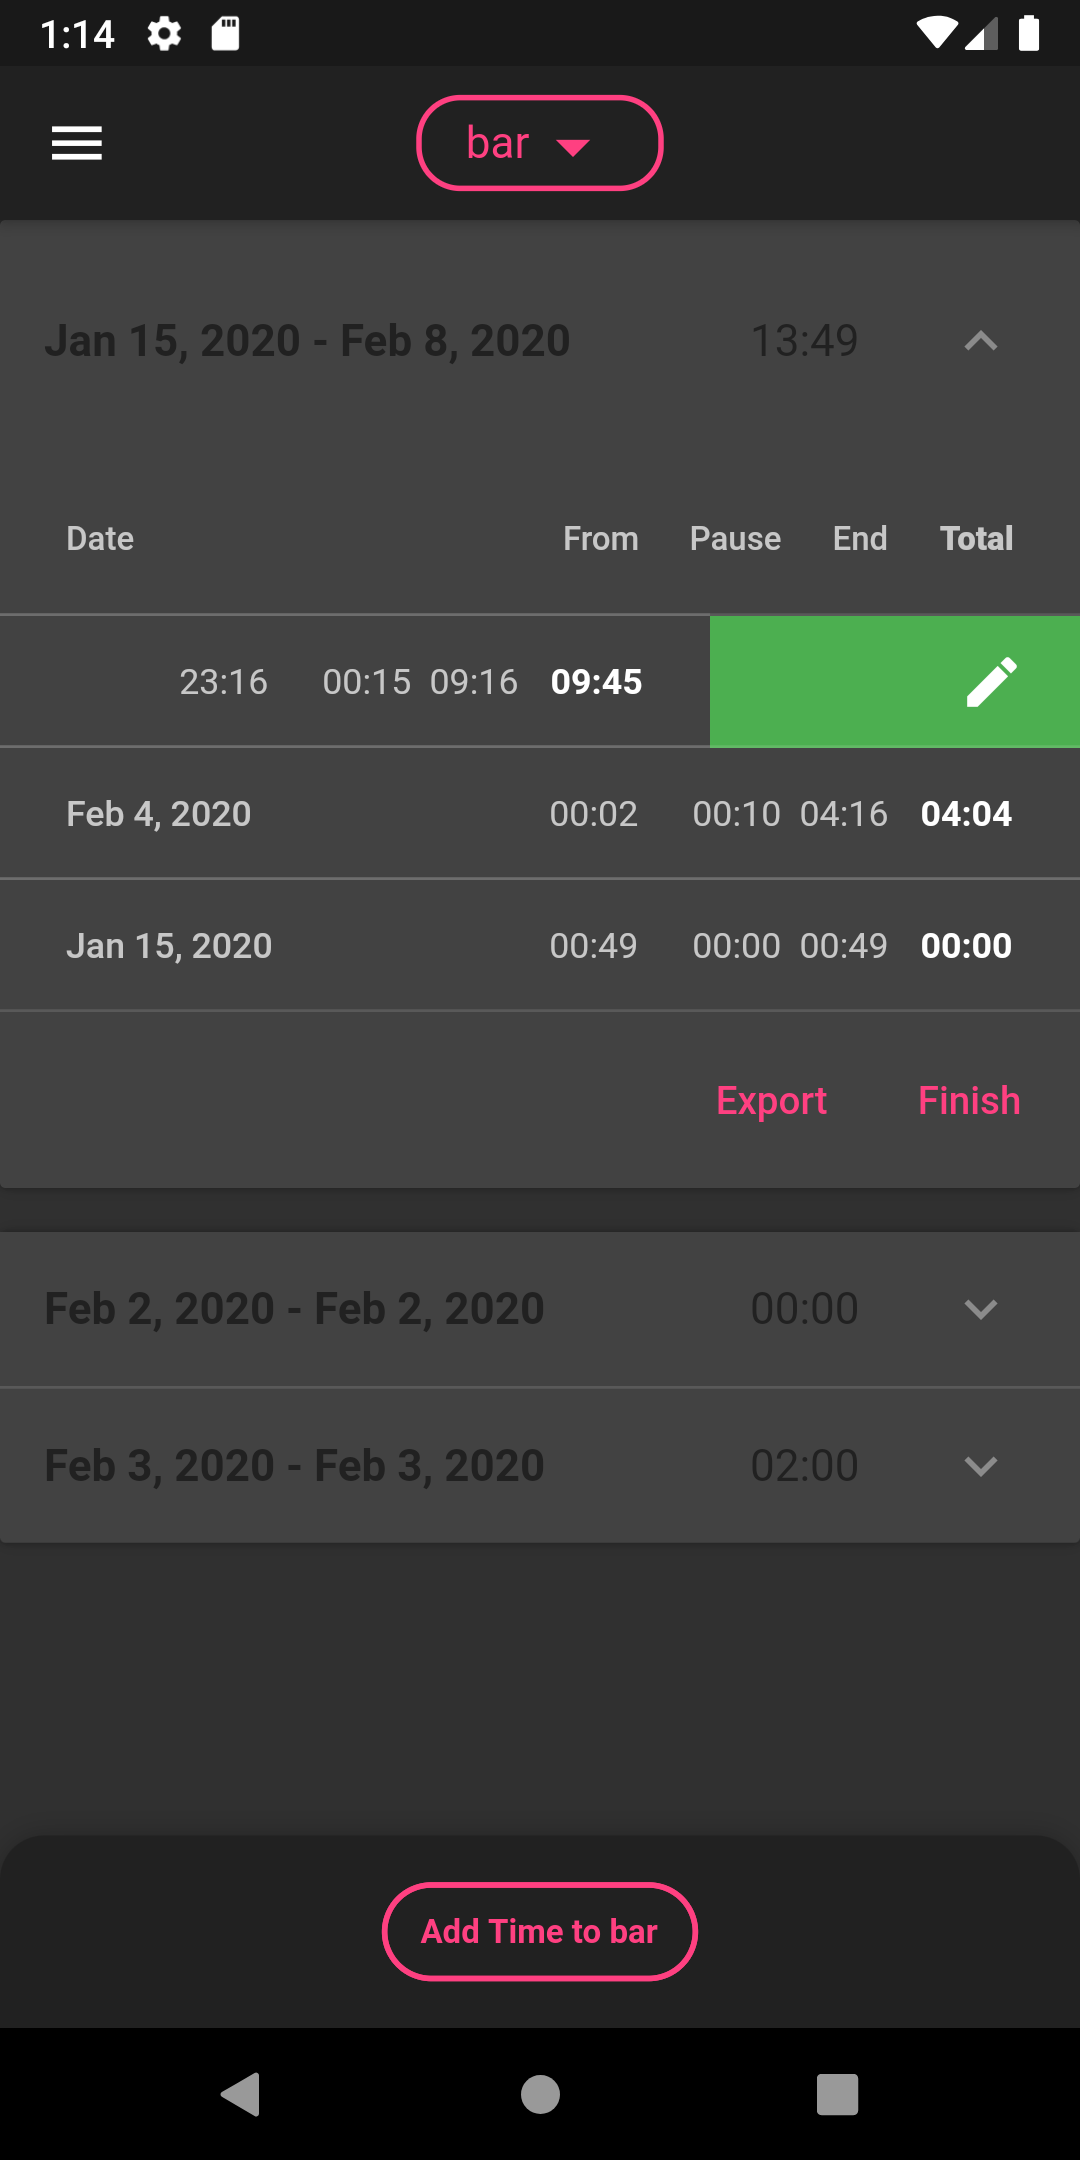 1:14
bar
Jan 15, 2020 - Feb 8, 2020 13:49
Date From Pause End Total
23:16 00:15 09:16 09:45
Feb 4, 2020 00:02 00:10 04:16 04:04
Jan 15, 2020 00:49 00:00 00:49 00:00
Export Finish
Feb 2, 2020 - Feb 2, 2020 00:00
Feb 3, 2020 - Feb 3, 2020 02:00
Add Time to bar